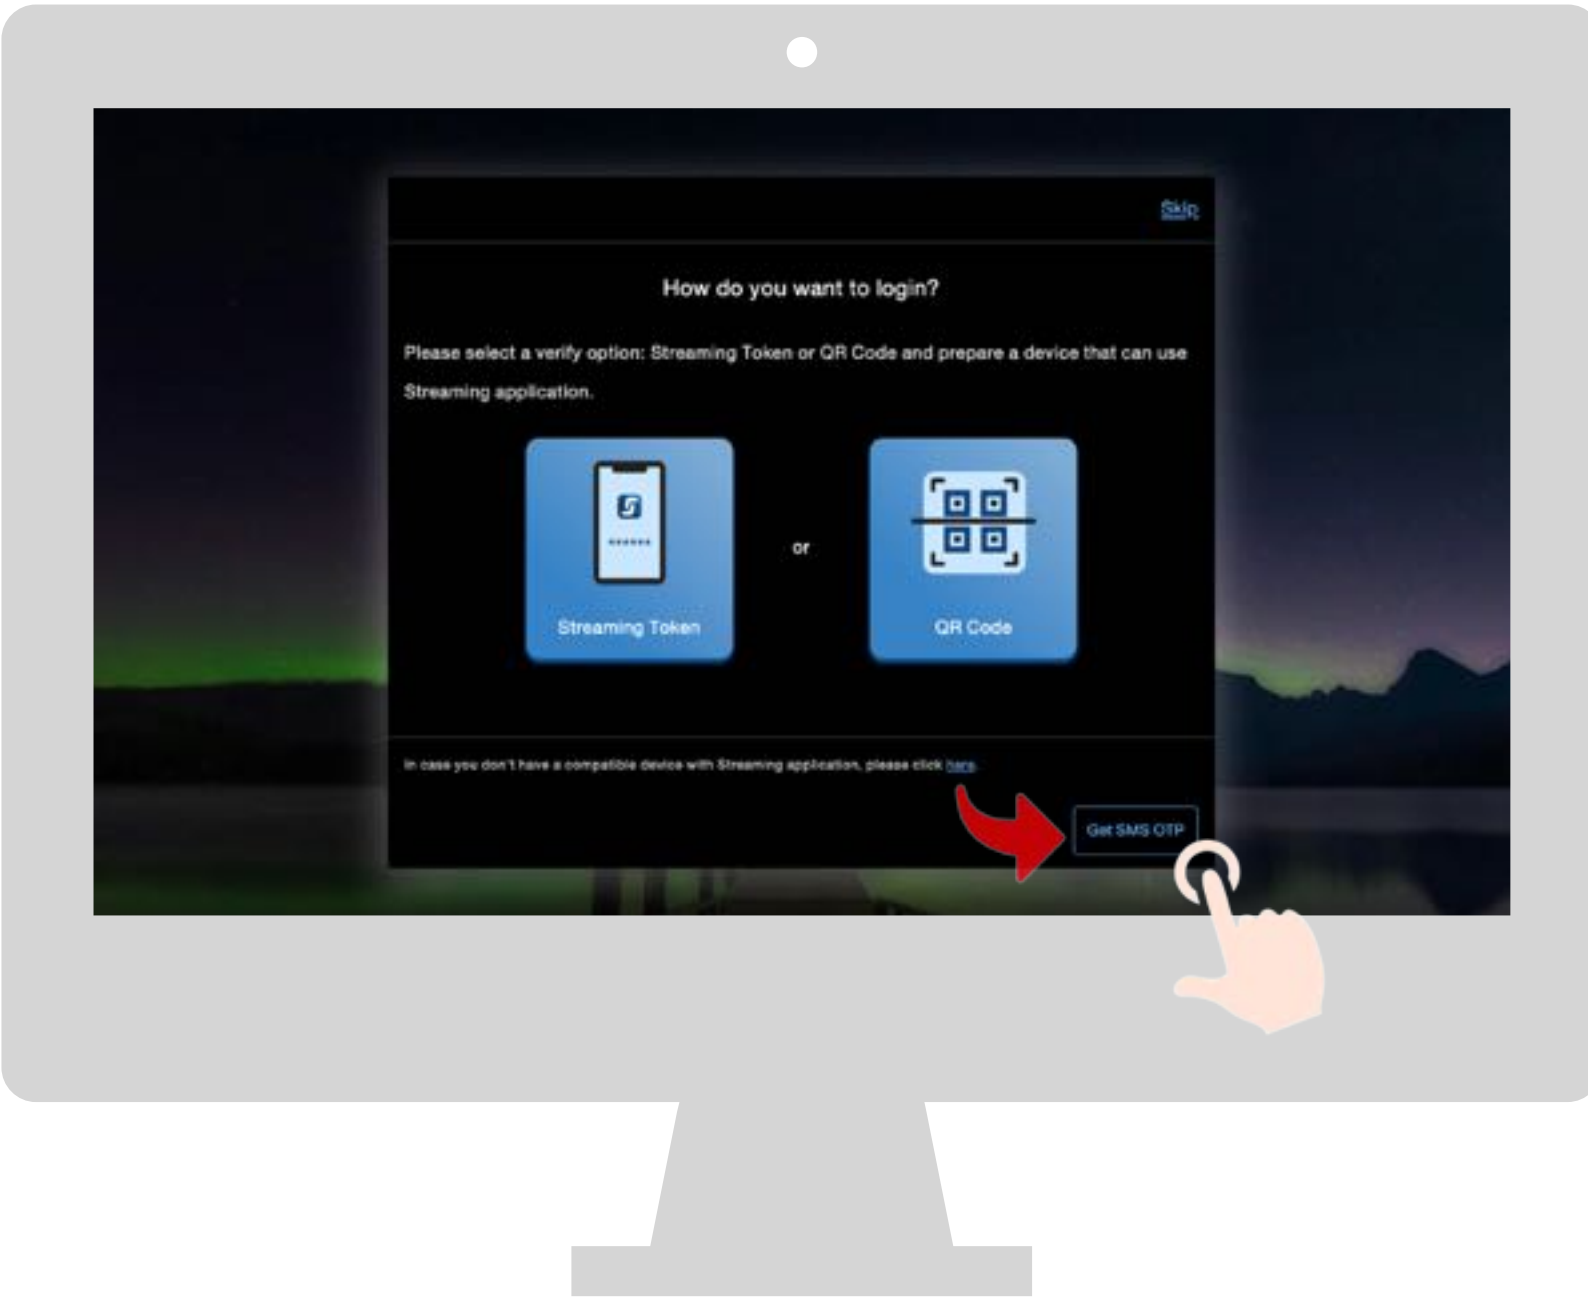 Skip
How do you want to login?
Please select a verify option: Streaming Token or QR Code and prepare a device that can use
Streaming application.
Streaming Token
or
QR Code
In case you don't have a compatible device with Streaming application, please click here.
Get SMS OTP